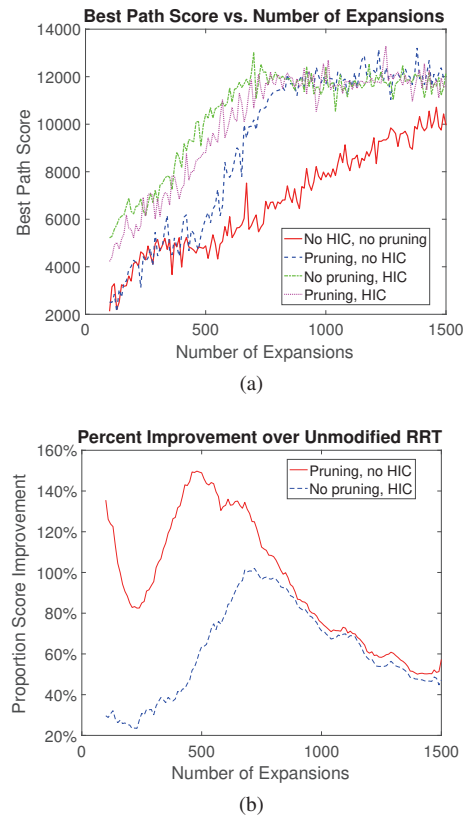 Best Path Score vs. Number of Expansions
14000
12000
10000
8000
6000
4000
2000
Best Path Score
No HIC, no pruning
Pruning, no HIC
No pruning, HIC
Pruning, HIC
0 500 1000 1500
Number of Expansions
(a)
Percent Improvement over Unmodified RRT
160%
140%
120%
100%
80%
60%
40%
20%
Proportion Score Improvement
Pruning, no HIC
No pruning, HIC
0 500 1000 1500
Number of Expansions
(b)